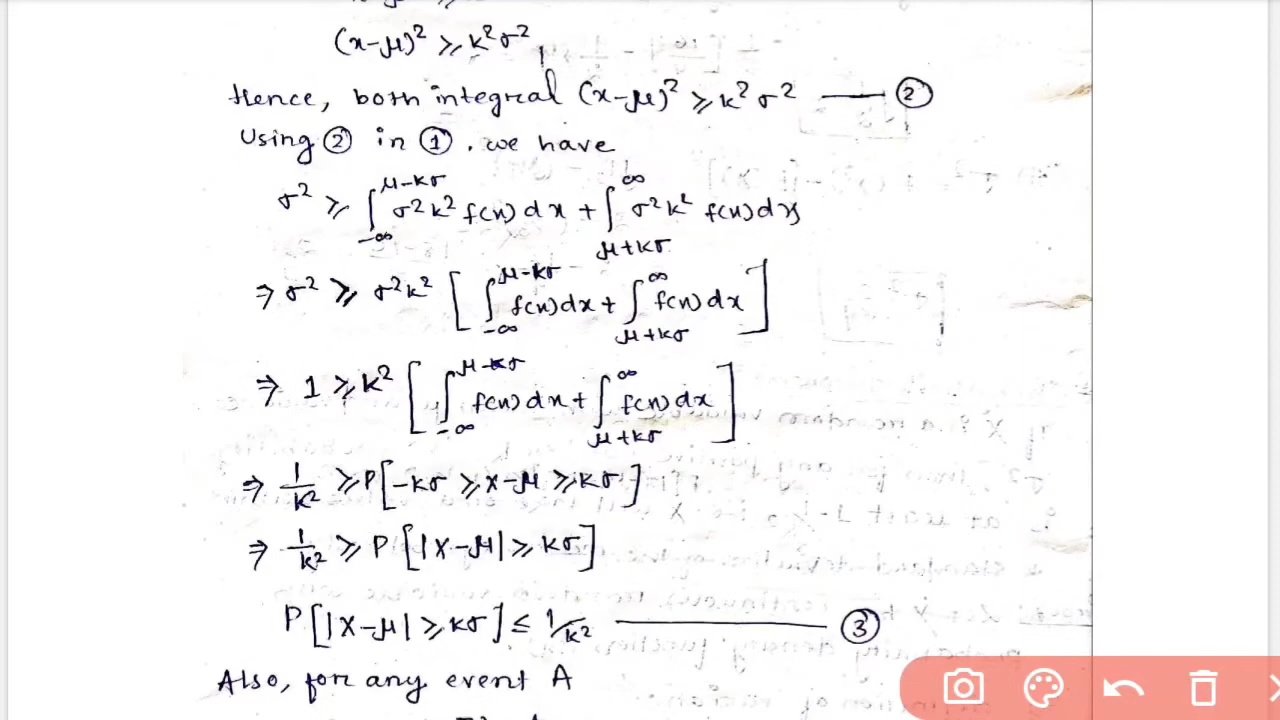 (x-μ)² ≥ k²σ²
Hence, both integral (x-μ)² ≥ k²σ² —— ②
Using ② in ①, we have
σ² ≥ ∫_{-∞}^{μ-kσ} σ²k² f(x) dx + ∫_{μ+kσ}^{∞} σ²k² f(x) dx
⇒ σ² ≥ σ²k² [ ∫_{-∞}^{μ-kσ} f(x) dx + ∫_{μ+kσ}^{∞} f(x) dx ]
⇒ 1 ≥ k² [ ∫_{-∞}^{μ-kσ} f(x) dx + ∫_{μ+kσ}^{∞} f(x) dx ]
⇒ 1/k² ≥ P[-kσ ≥ x-μ ≥ kσ]
⇒ 1/k² ≥ P[|X-μ| ≥ kσ]
P[|X-μ| ≥ kσ] ≤ 1/k² —— ③
Also, for any event A